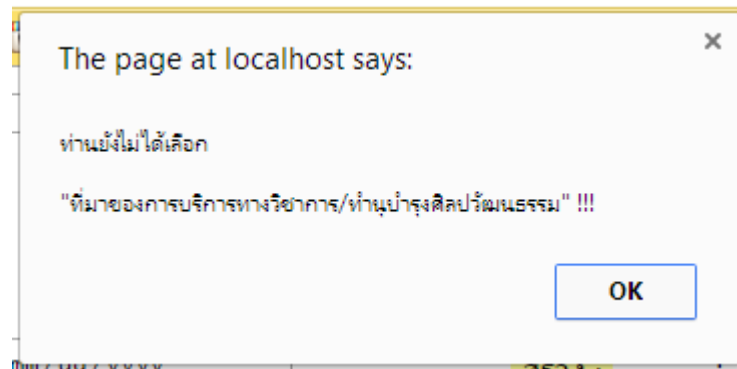 The page at localhost says:
×
ท่านยังไม่ได้เลือก
"ที่มาของการบริการทางวิชาการ/ทำนุบำรุงศิลปวัฒนธรรม" !!!
OK